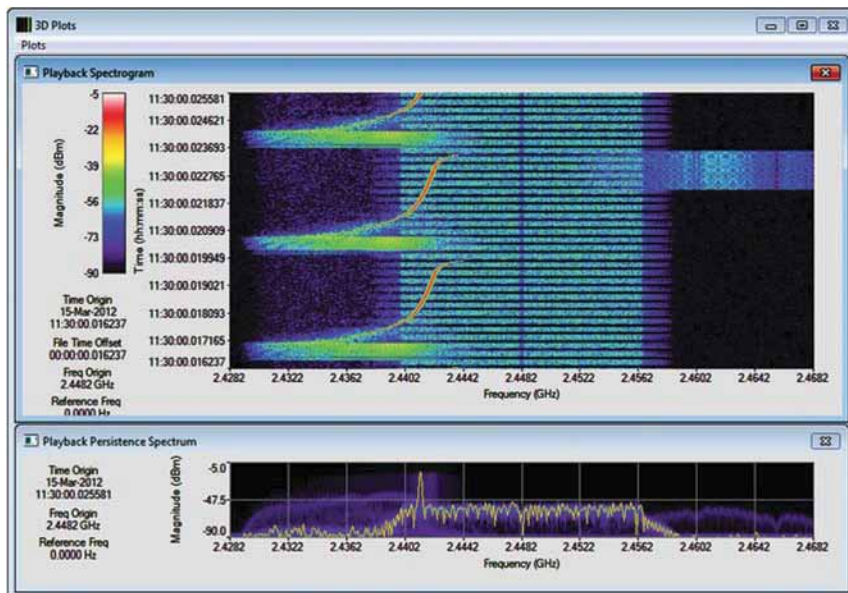 3D Plots
Plots
Playback Spectrogram
-5
-22
-39
-56
-73
-90
Magnitude (dBm)
Time Origin
15-Mar-2012
11:30:00.016237
File Time Offset
00:00:00.016237
Freq Origin
2.4482 GHz
Reference Freq
0.0000 Hz
Time (hh:mm:ss)
11:30:00.025581
11:30:00.024621
11:30:00.023693
11:30:00.022765
11:30:00.021837
11:30:00.020909
11:30:00.019949
11:30:00.019021
11:30:00.018093
11:30:00.017165
11:30:00.016237
2.4282 2.4322 2.4362 2.4402 2.4442 2.4482 2.4522 2.4562 2.4602 2.4642 2.4682
Frequency (GHz)
Playback Persistence Spectrum
Time Origin
15-Mar-2012
11:30:00.025581
Freq Origin
2.4482 GHz
Reference Freq
0.0000 Hz
Magnitude (dBm)
-5.0
-47.5
-90.0
2.4282 2.4322 2.4362 2.4402 2.4442 2.4482 2.4522 2.4562 2.4602 2.4642 2.4682
Frequency (GHz)